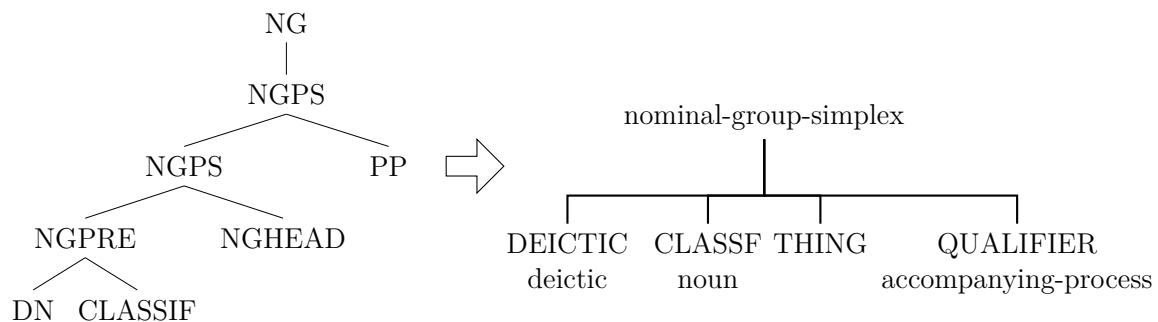 NG
NGPS
NGPS PP
NGPRE NGHEAD
DN CLASSIF
nominal-group-simplex
DEICTIC CLASSF THING QUALIFIER
deictic noun accompanying-process